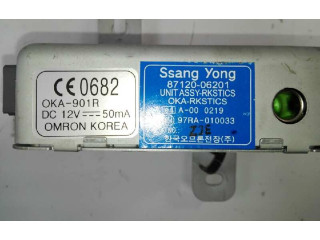 CE 0682
OKA-901R
DC 12V 50mA
OMRON KOREA
Ssang Yong
87120-06201
UNIT ASSY-RKSTICS
OKA-RKSTICS
A-00 0219
97RA-010033
ZJE
한국오므론전장(주)